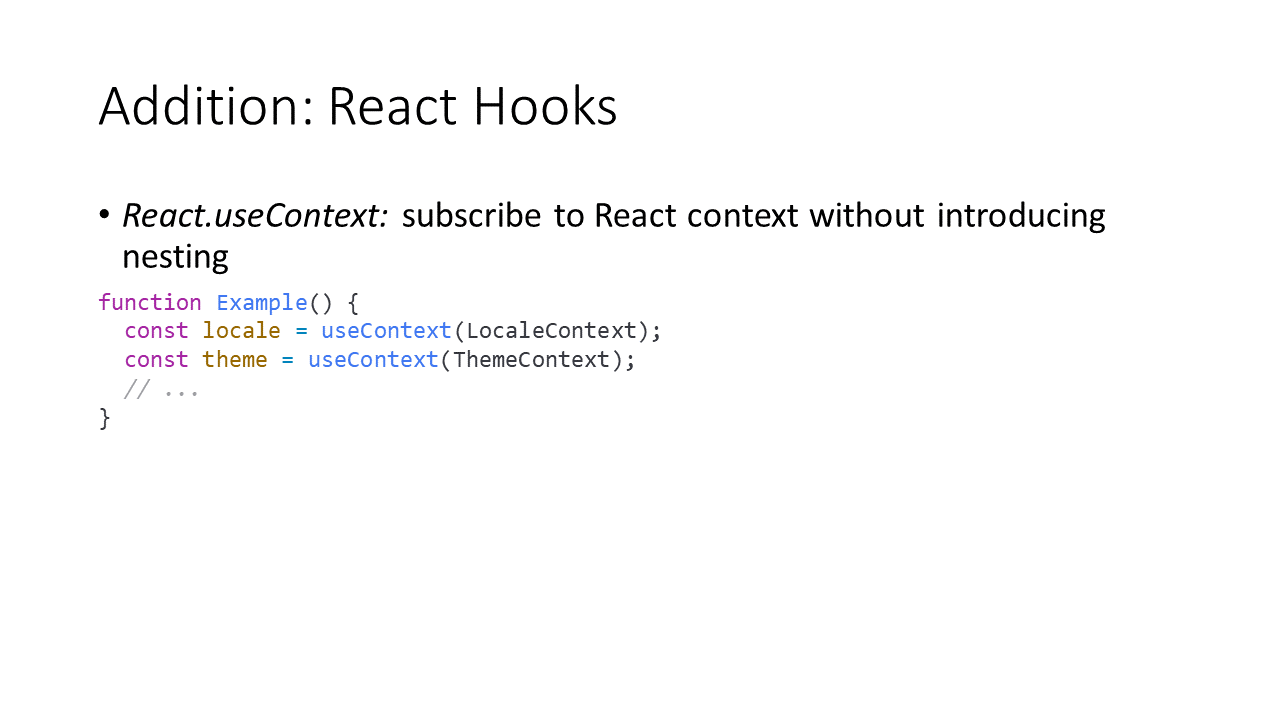 Addition: React Hooks
• React.useContext: subscribe to React context without introducing
nesting
function Example() {
  const locale = useContext(LocaleContext);
  const theme = useContext(ThemeContext);
  // ...
}